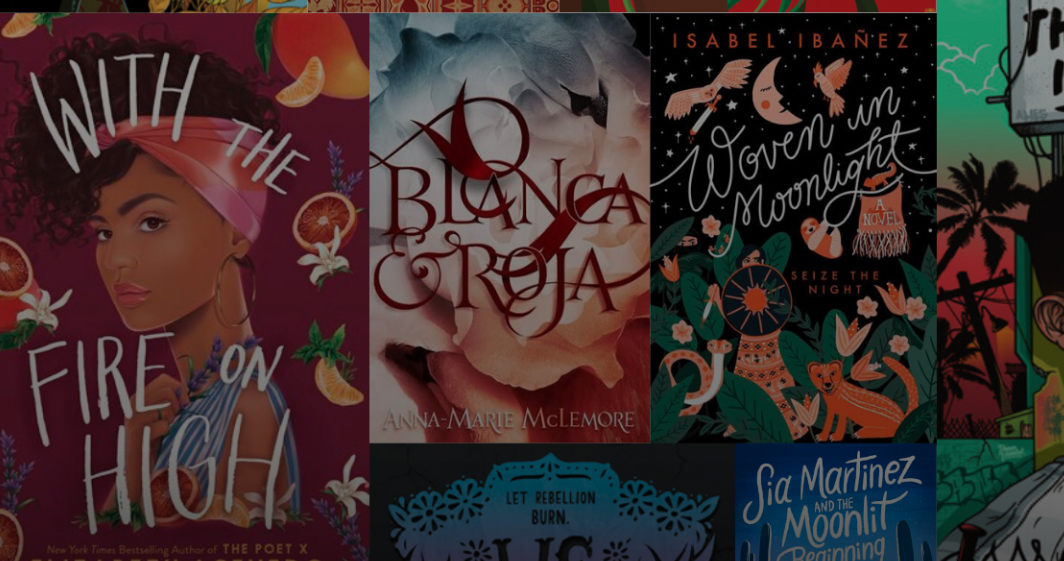 WITH
THE
FIRE ON
HIGH
New York Times Bestselling Author of THE POET X
BLANCA
& ROJA
ANNA-MARIE MCLEMORE
ISABEL IBAÑEZ
Woven in
Moonlight
A
NOVEL
SEIZE THE
NIGHT
LET REBELLION
BURN.
Sia Martinez
AND THE
Moonlit
Beginning